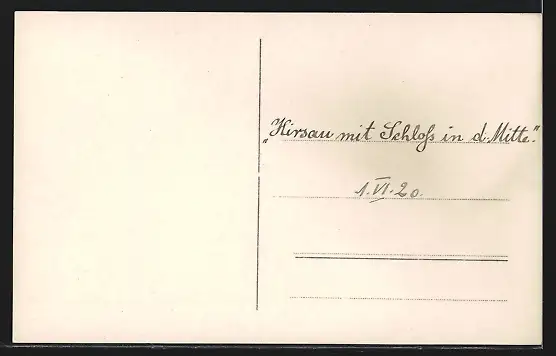 „Hirsau mit Schloß in d. Mitte."
1.VI.20.